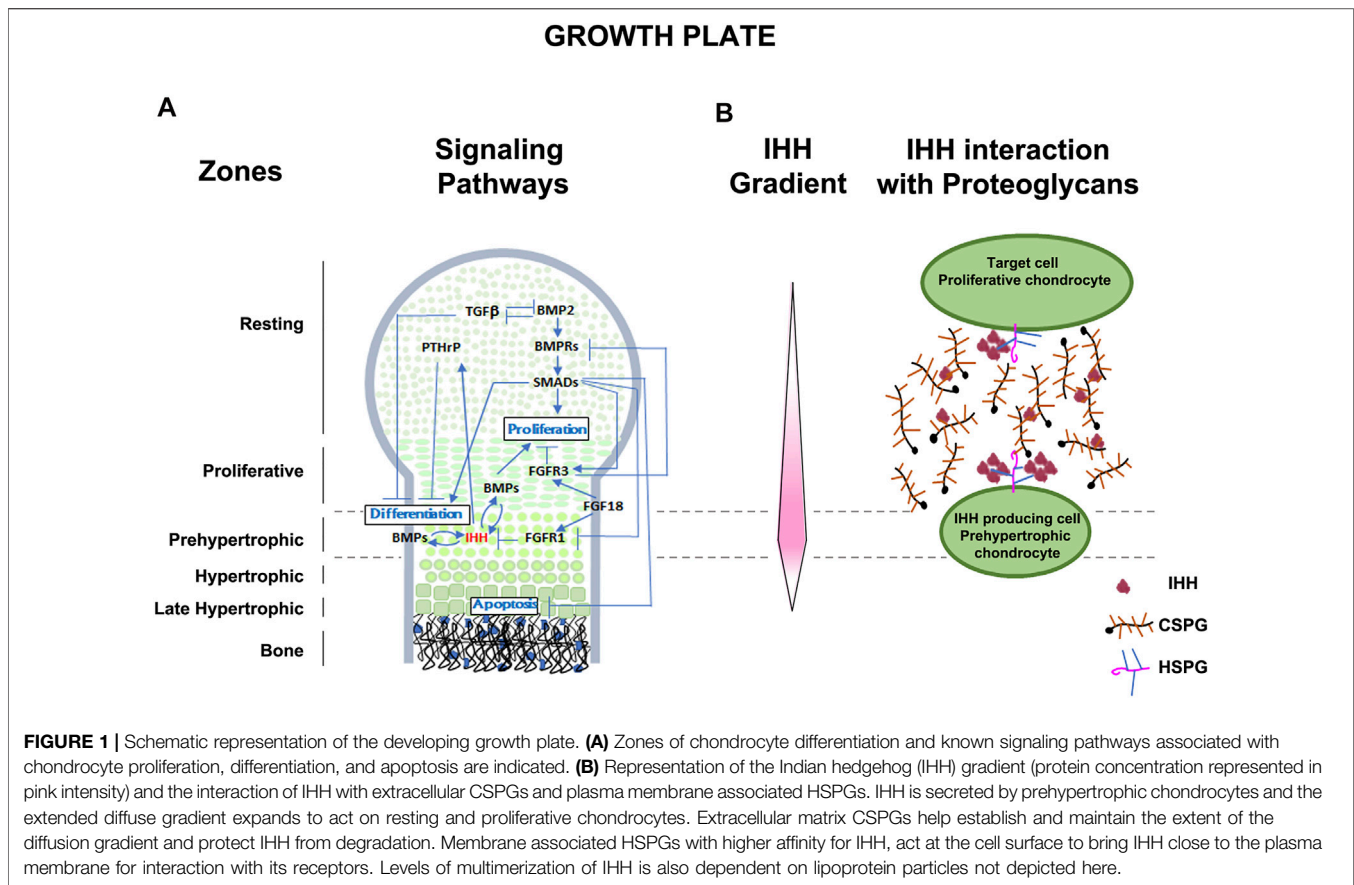 GROWTH PLATE
A
Zones
Signaling
Pathways
Resting
Proliferative
Prehypertrophic
Hypertrophic
Late Hypertrophic
Bone
TGFβ
BMP2
PTHrP
BMPRs
SMADs
Proliferation
FGFR3
BMPs
FGF18
Differentiation
BMPs
IHH
FGFR1
Apoptosis
B
IHH
Gradient
IHH interaction
with Proteoglycans
Target cell
Proliferative chondrocyte
IHH producing cell
Prehypertrophic
chondrocyte
IHH
CSPG
HSPG
FIGURE 1 | Schematic representation of the developing growth plate. (A) Zones of chondrocyte differentiation and known signaling pathways associated with
chondrocyte proliferation, differentiation, and apoptosis are indicated. (B) Representation of the Indian hedgehog (IHH) gradient (protein concentration represented in
pink intensity) and the interaction of IHH with extracellular CSPGs and plasma membrane associated HSPGs. IHH is secreted by prehypertrophic chondrocytes and the
extended diffuse gradient expands to act on resting and proliferative chondrocytes. Extracellular matrix CSPGs help establish and maintain the extent of the
diffusion gradient and protect IHH from degradation. Membrane associated HSPGs with higher affinity for IHH, act at the cell surface to bring IHH close to the plasma
membrane for interaction with its receptors. Levels of multimerization of IHH is also dependent on lipoprotein particles not depicted here.